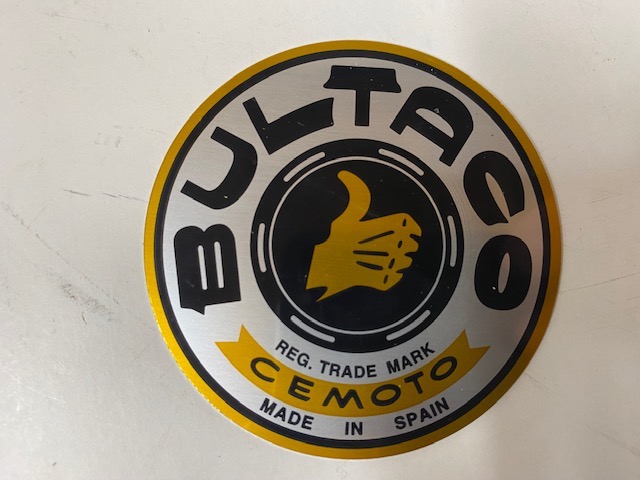 BULTACO
REG. TRADE MARK
CEMOTO
MADE IN SPAIN